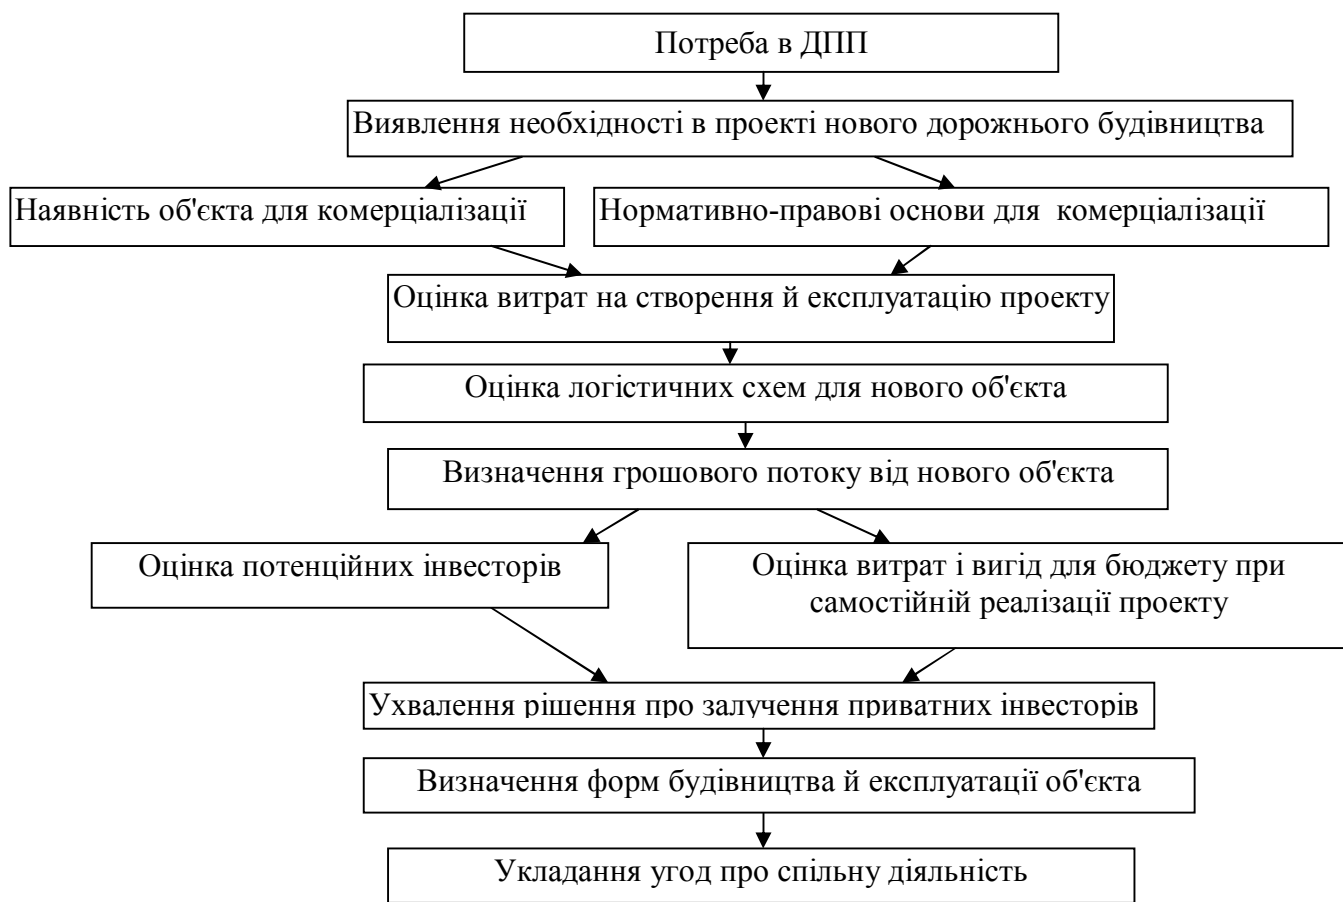 Потреба в ДПП
Виявлення необхідності в проекті нового дорожнього будівництва
Наявність об'єкта для комерціалізації
Нормативно-правові основи для комерціалізації
Оцінка витрат на створення й експлуатацію проекту
Оцінка логістичних схем для нового об'єкта
Визначення грошового потоку від нового об'єкта
Оцінка потенційних інвесторів
Оцінка витрат і вигід для бюджету при
самостійній реалізації проекту
Ухвалення рішення про залучення приватних інвесторів
Визначення форм будівництва й експлуатації об'єкта
Укладання угод про спільну діяльність